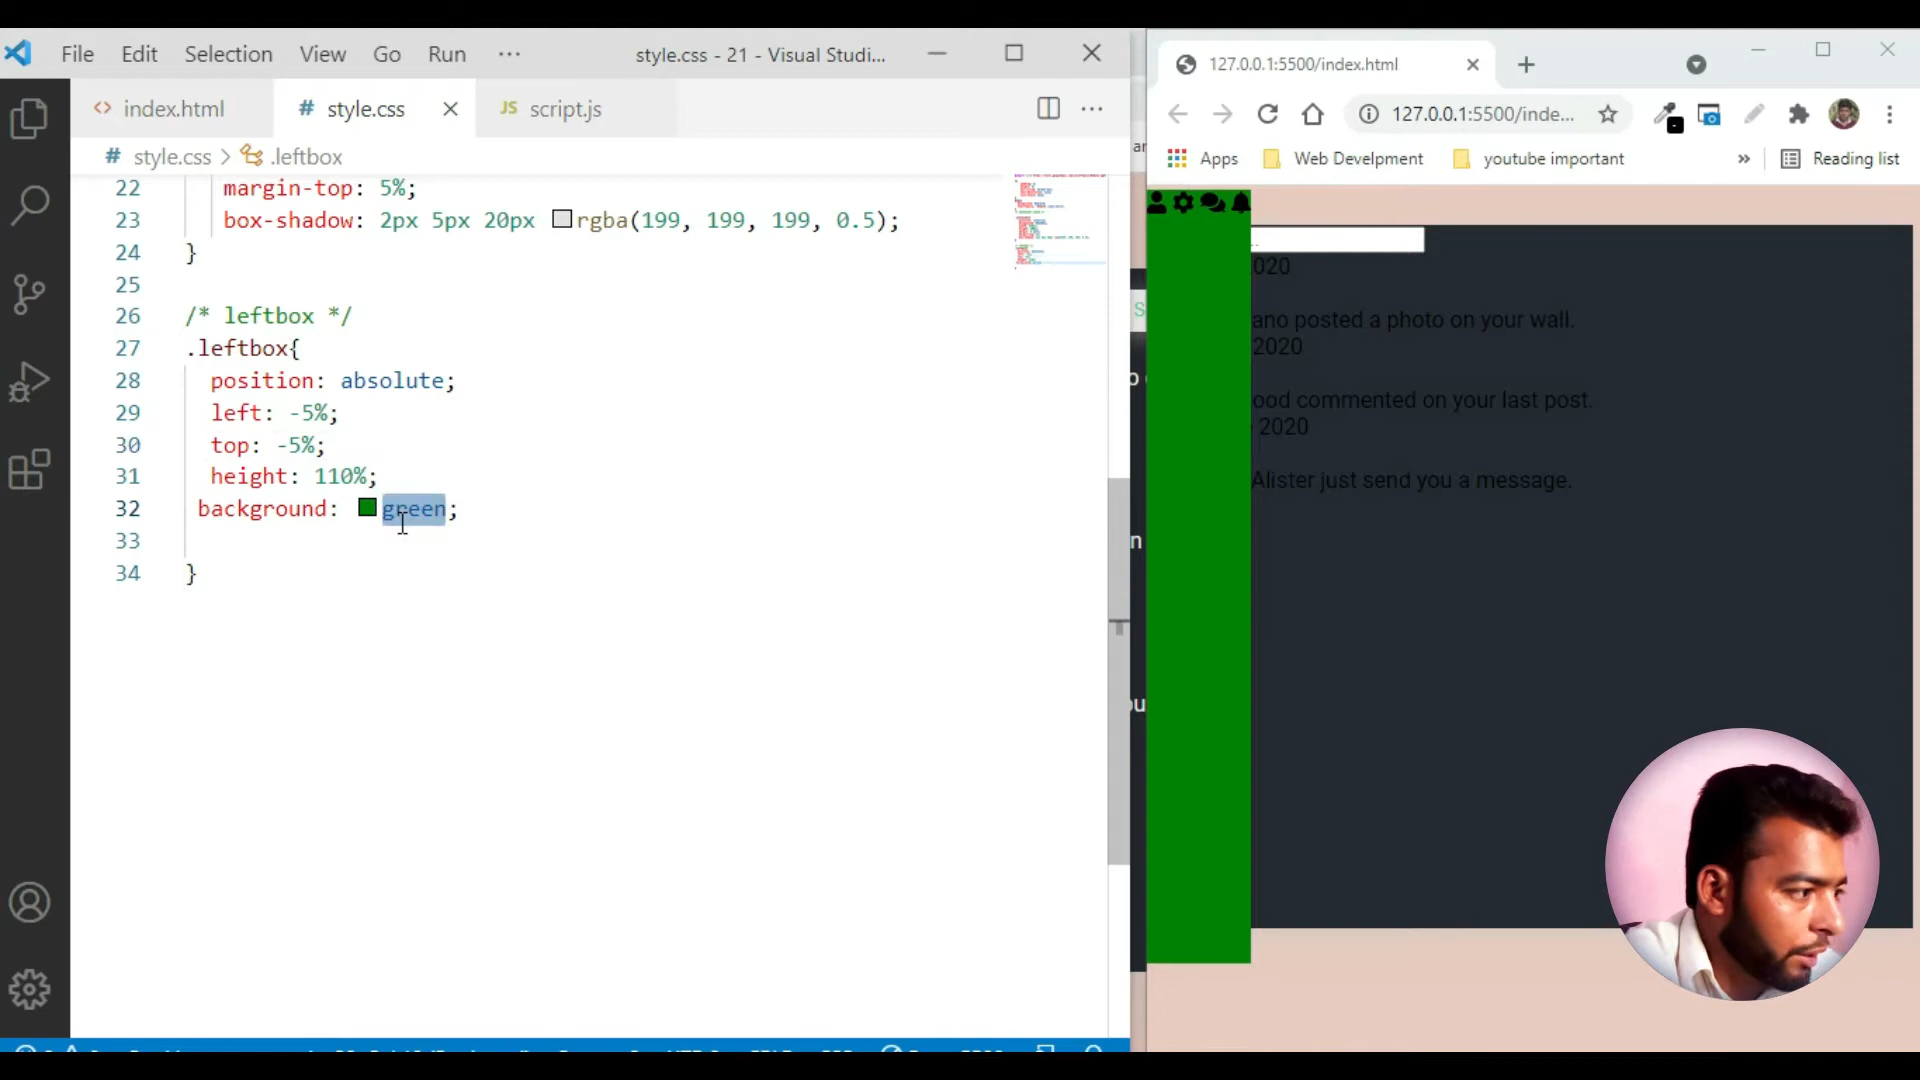 File Edit Selection View Go Run ··· style.css - 21 - Visual Studi...
<> index.html # style.css JS script.js ···
# style.css > .leftbox
22 margin-top: 5%;
23 box-shadow: 2px 5px 20px rgba(199, 199, 199, 0.5);
24 }
25
26 /* leftbox */
27 .leftbox{
28 position: absolute;
29 left: -5%;
30 top: -5%;
31 height: 110%;
32 background: green;
33
34 }
127.0.0.1:5500/index.html
127.0.0.1:5500/inde...
Apps Web Develpment youtube important » Reading list
020
ano posted a photo on your wall.
2020
ood commented on your last post.
2020
Alister just send you a message.